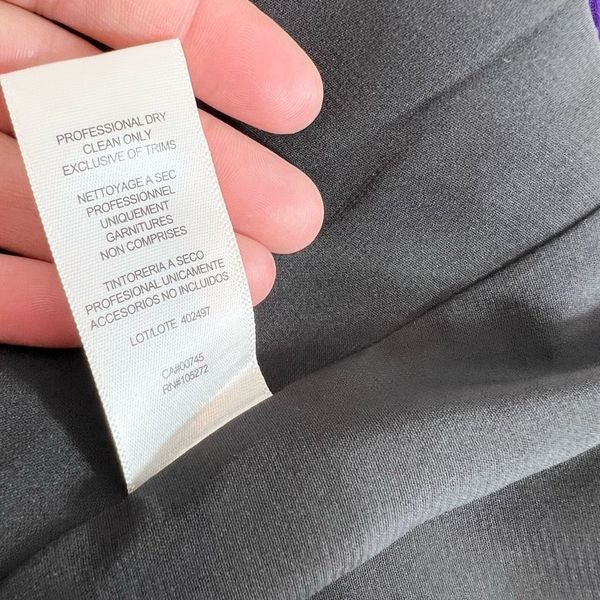 PROFESSIONAL DRY
CLEAN ONLY
EXCLUSIVE OF TRIMS
NETTOYAGE A SEC
PROFESSIONNEL
UNIQUEMENT
GARNITURES
NON COMPRISES
TINTORERIA A SECO
PROFESIONAL UNICAMENTE
ACCESORIOS NO INCLUIDOS
LOT/LOTE 402497
CA#00745
RN#105272